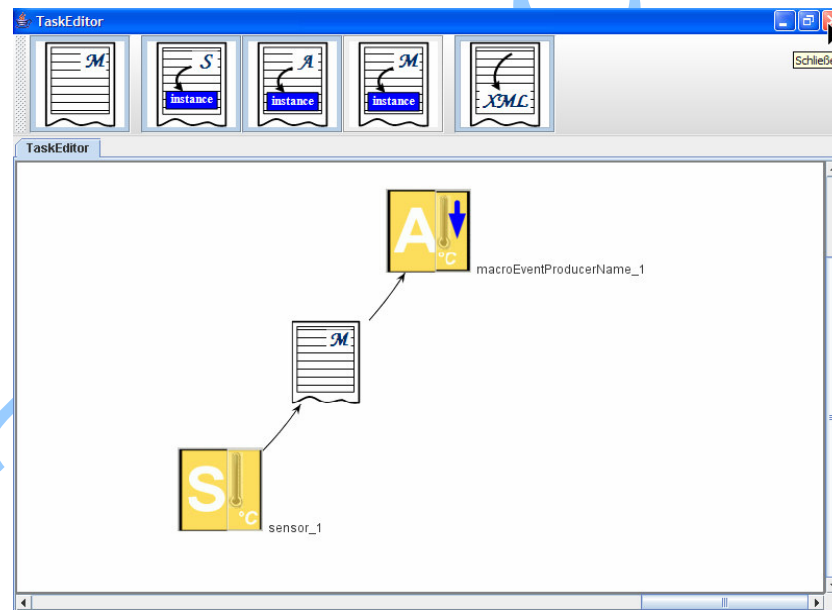 TaskEditor
M S A M
instance instance instance XML
Schließe
TaskEditor
A
°C
macroEventProducerName_1
M
S
°C
sensor_1